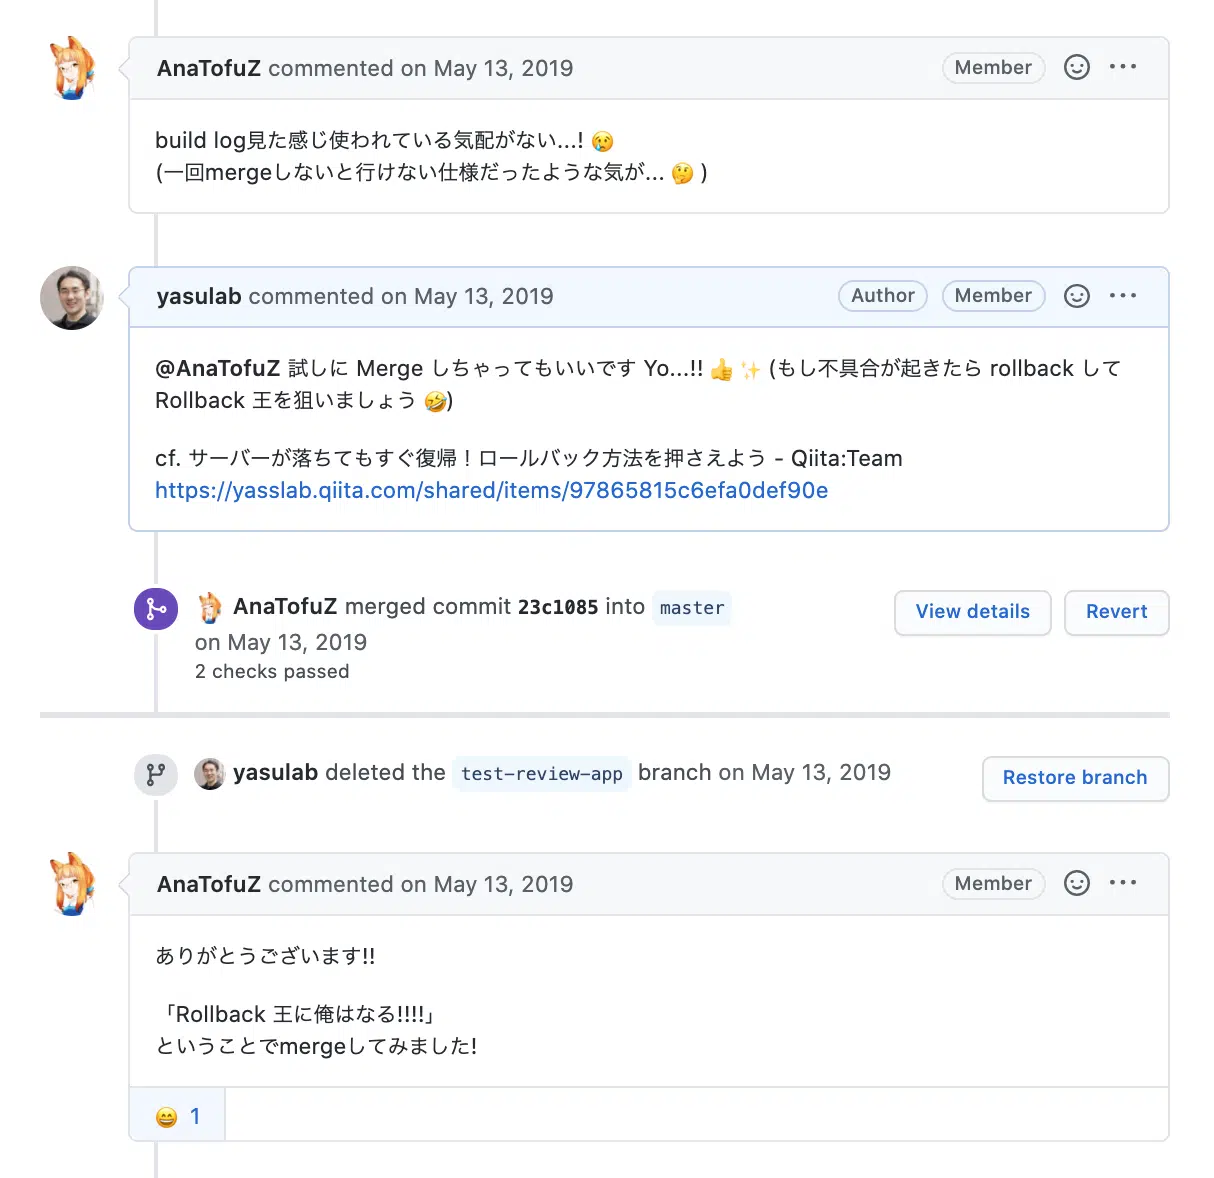 AnaTofuZ commented on May 13, 2019 Member
build log見た感じ使われている気配がない...! 😢
(一回mergeしないと行けない仕様だったような気が... 🤔 )
yasulab commented on May 13, 2019 Author Member
@AnaTofuZ 試しに Merge しちゃってもいいです Yo...!! 👍 ✨ (もし不具合が起きたら rollback して
Rollback 王を狙いましょう 🤣)
cf. サーバーが落ちてもすぐ復帰！ロールバック方法を押さえよう - Qiita:Team
https://yasslab.qiita.com/shared/items/97865815c6efa0def90e
AnaTofuZ merged commit 23c1085 into master View details Revert
on May 13, 2019
2 checks passed
yasulab deleted the test-review-app branch on May 13, 2019 Restore branch
AnaTofuZ commented on May 13, 2019 Member
ありがとうございます!!
「Rollback 王に俺はなる!!!!」
ということでmergeしてみました!
😄 1